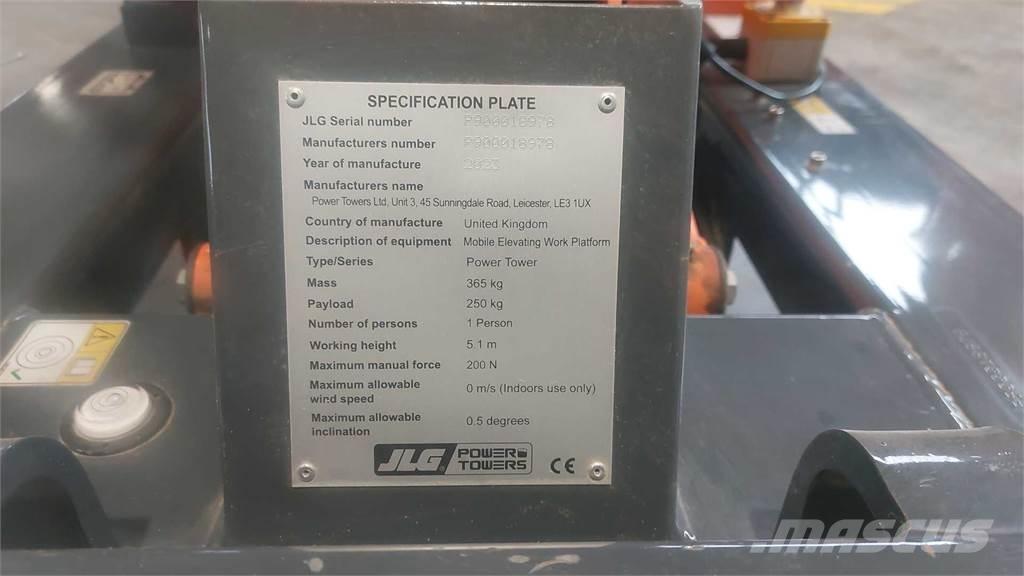 SPECIFICATION PLATE
JLG Serial number P900018978
Manufacturers number P900018978
Year of manufacture 2023
Manufacturers name
Power Towers Ltd, Unit 3, 45 Sunningdale Road, Leicester, LE3 1UX
Country of manufacture United Kingdom
Description of equipment Mobile Elevating Work Platform
Type/Series Power Tower
Mass 365 kg
Payload 250 kg
Number of persons 1 Person
Working height 5.1 m
Maximum manual force 200 N
Maximum allowable
wind speed 0 m/s (Indoors use only)
Maximum allowable
inclination 0.5 degrees
JLG POWER TOWERS CE
MASCUS